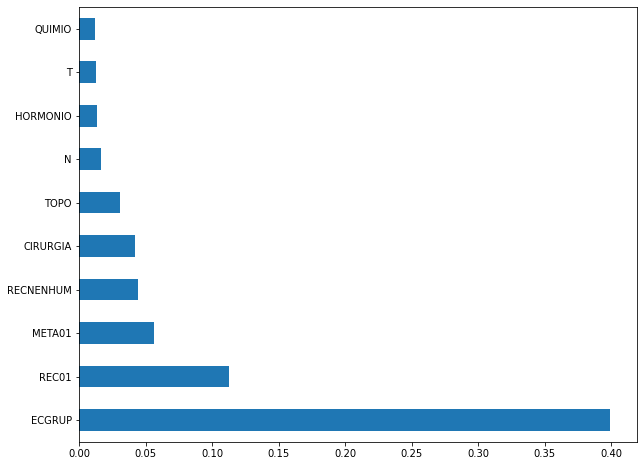 QUIMIO
T
HORMONIO
N
TOPO
CIRURGIA
RECNENHUM
META01
REC01
ECGRUP
0.00 0.05 0.10 0.15 0.20 0.25 0.30 0.35 0.40